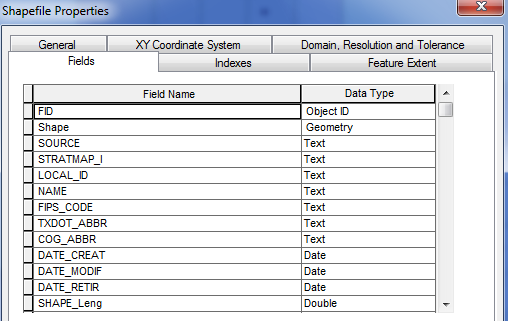 Shapefile Properties
General XY Coordinate System Domain, Resolution and Tolerance
Fields Indexes Feature Extent
Field Name Data Type
FID Object ID
Shape Geometry
SOURCE Text
STRATMAP_I Text
LOCAL_ID Text
NAME Text
FIPS_CODE Text
TXDOT_ABBR Text
COG_ABBR Text
DATE_CREAT Date
DATE_MODIF Date
DATE_RETIR Date
SHAPE_Leng Double